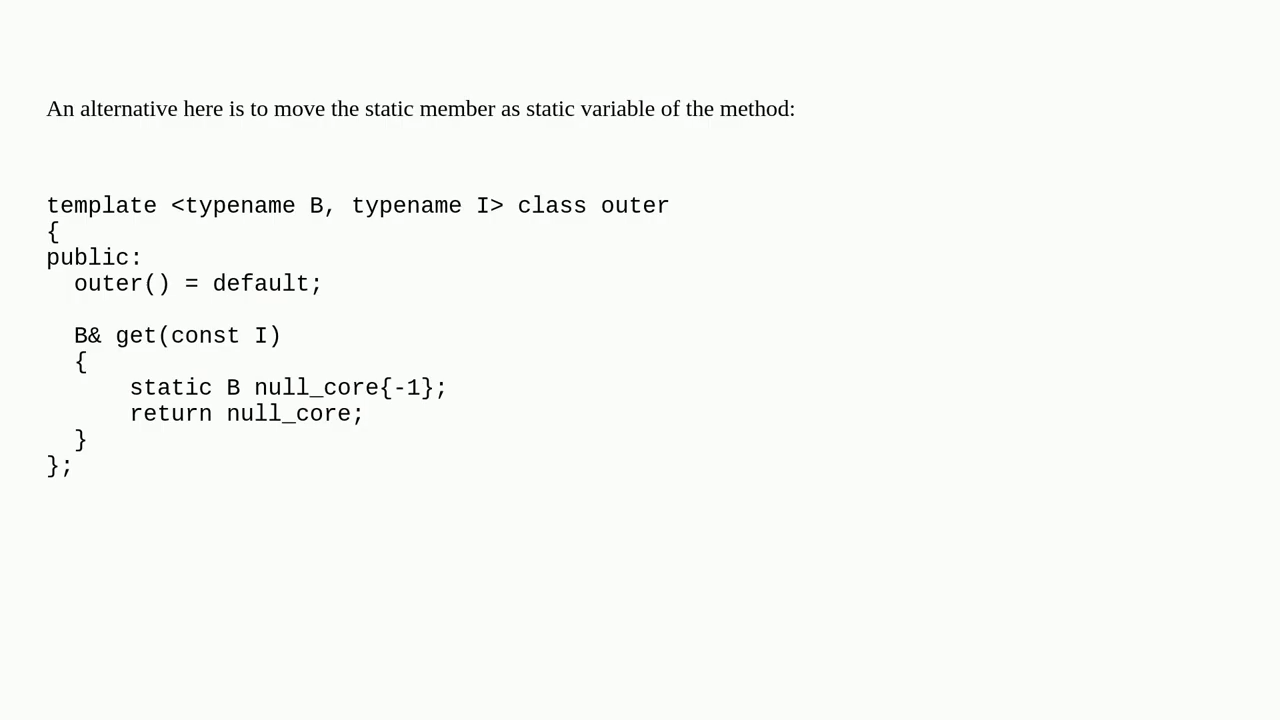 An alternative here is to move the static member as static variable of the method:
template <typename B, typename I> class outer
{
public:
  outer() = default;
  B& get(const I)
  {
      static B null_core{-1};
      return null_core;
  }
};